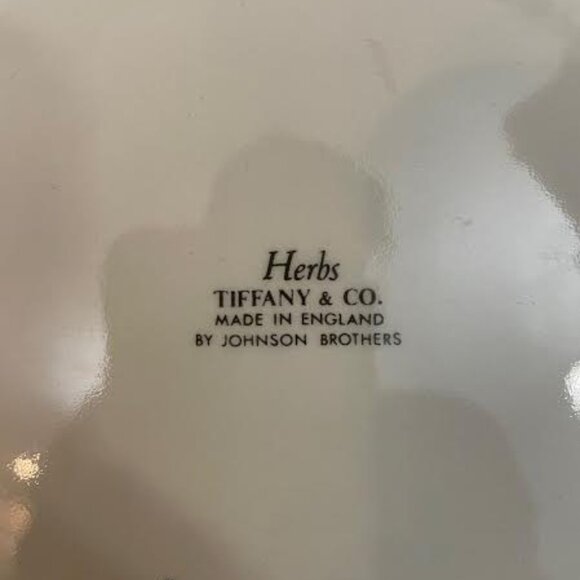 Herbs
TIFFANY & CO.
MADE IN ENGLAND
BY JOHNSON BROTHERS